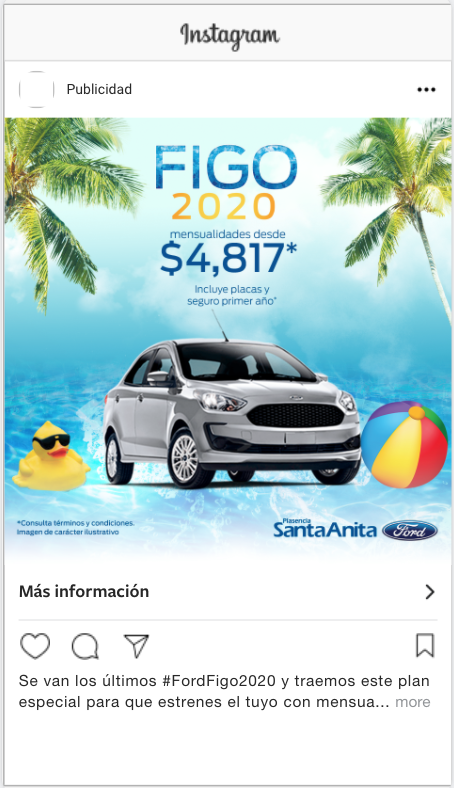 Instagram
Publicidad
FIGO
2020
mensualidades desde
$4,817*
Incluye placas y
seguro primer año*
*Consulta términos y condiciones.
Imagen de carácter ilustrativo
Plasencia
SantaAnita
Ford
Más información
Se van los últimos #FordFigo2020 y traemos este plan
especial para que estrenes el tuyo con mensua... more